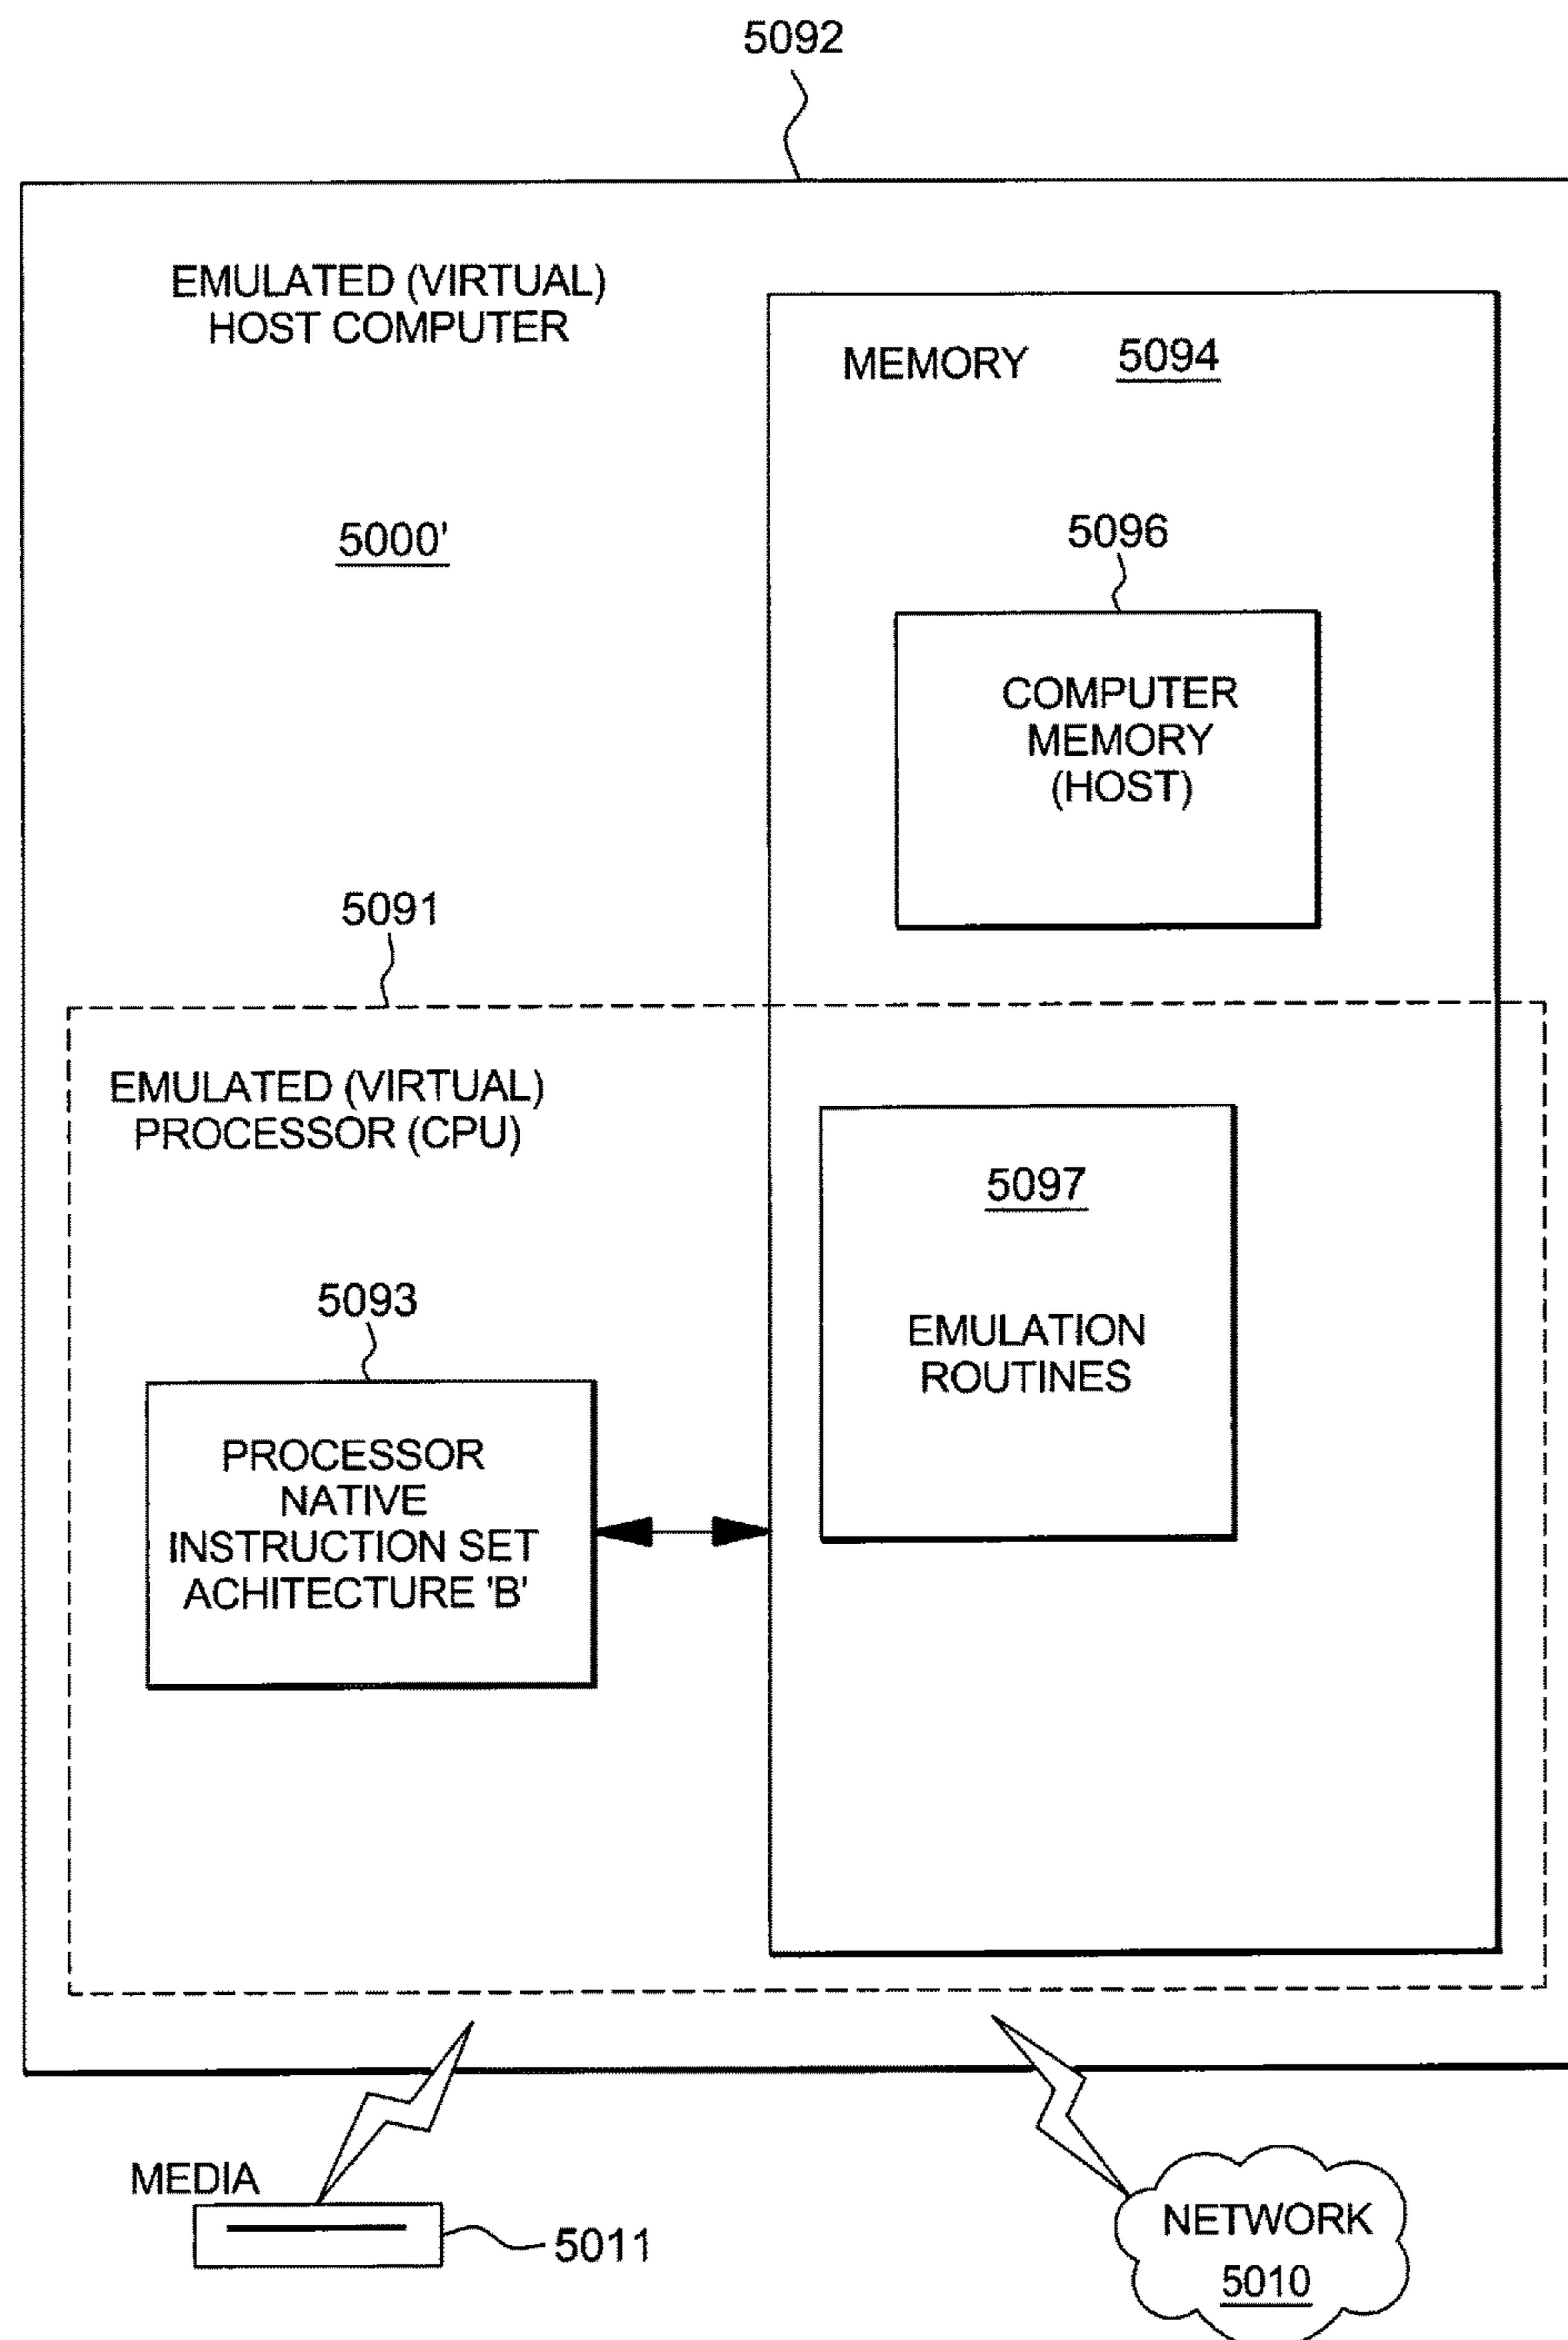 5092
EMULATED (VIRTUAL)
HOST COMPUTER
5000'
MEMORY 5094
5096
COMPUTER
MEMORY
(HOST)
5091
EMULATED (VIRTUAL)
PROCESSOR (CPU)
5097
EMULATION
ROUTINES
5093
PROCESSOR
NATIVE
INSTRUCTION SET
ACHITECTURE 'B'
MEDIA
5011
NETWORK
5010